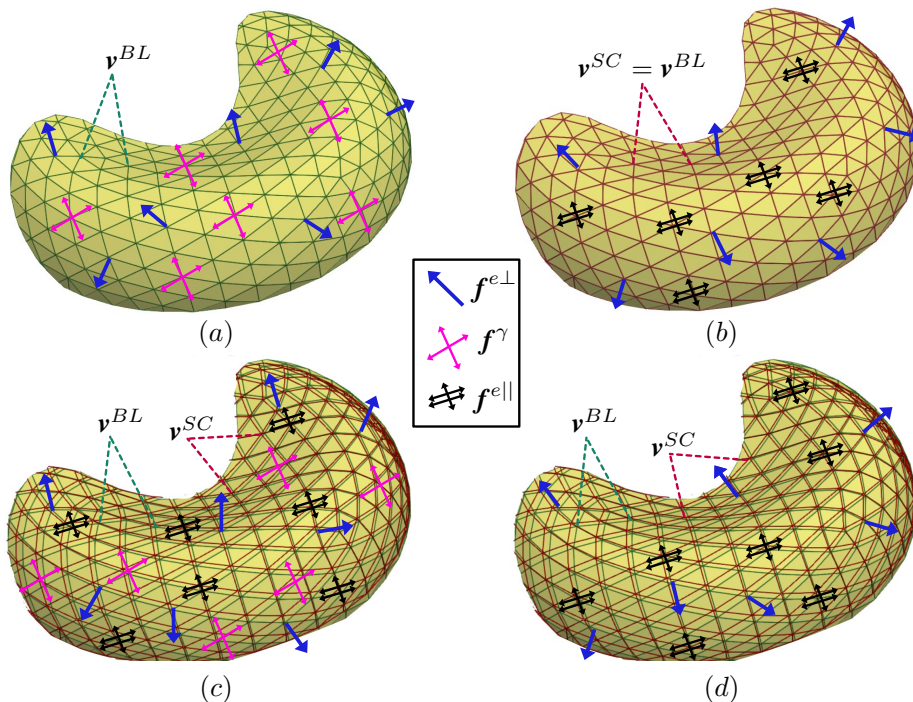 v^{BL}
v^{SC} = v^{BL}
(a)
(b)
f^{e⊥}
f^{γ}
f^{e||}
v^{BL}
v^{SC}
v^{BL}
v^{SC}
(c)
(d)